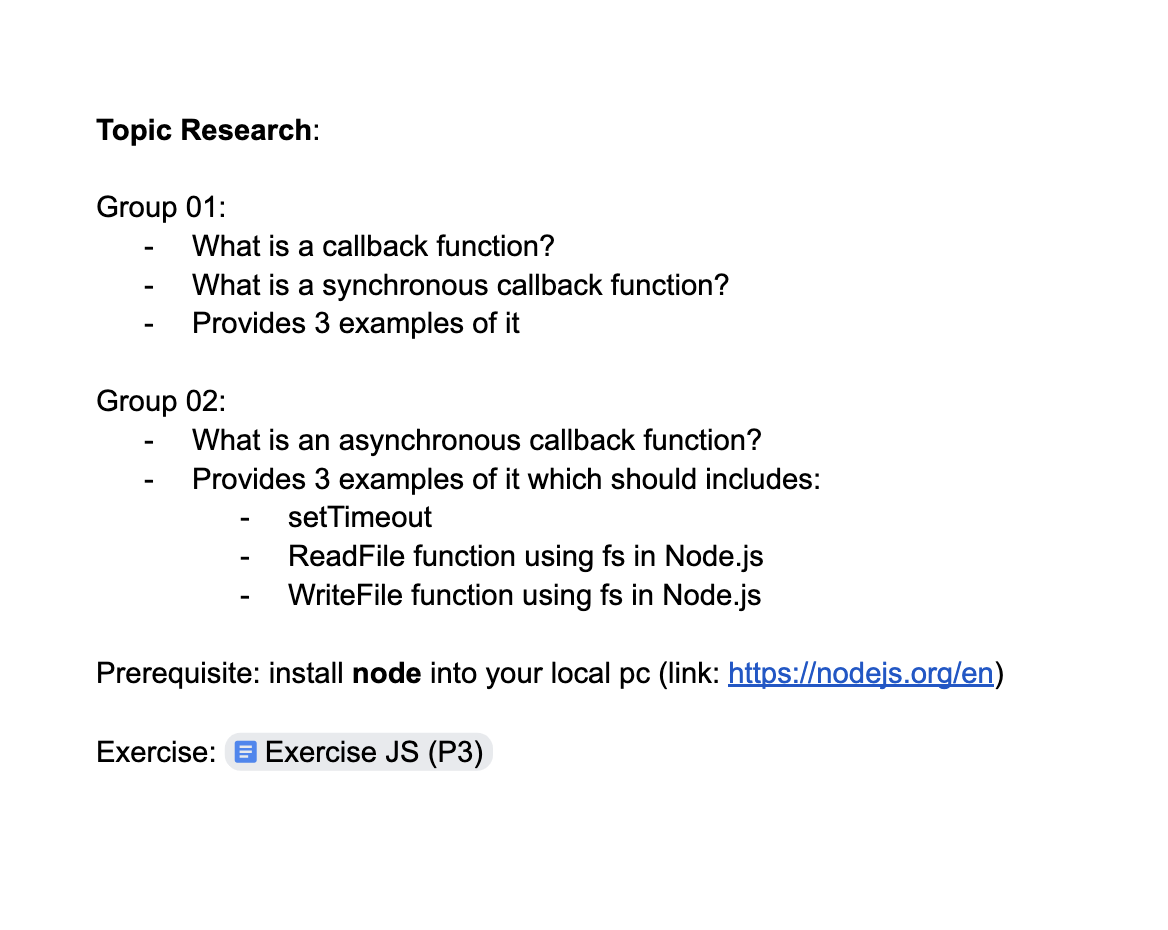 Topic Research:
Group 01:
- What is a callback function?
- What is a synchronous callback function?
- Provides 3 examples of it
Group 02:
- What is an asynchronous callback function?
- Provides 3 examples of it which should includes:
- setTimeout
- ReadFile function using fs in Node.js
- WriteFile function using fs in Node.js
Prerequisite: install node into your local pc (link: https://nodejs.org/en)
Exercise: Exercise JS (P3)